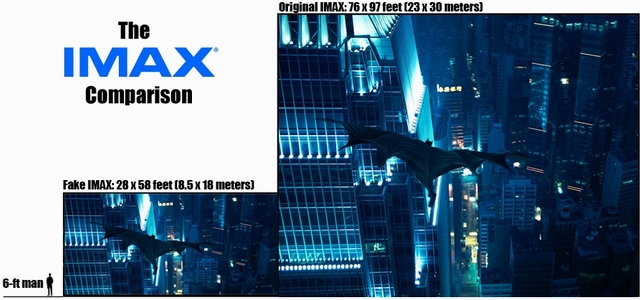 The
IMAX®
Comparison
Original IMAX: 76 x 97 feet (23 x 30 meters)
Fake IMAX: 28 x 58 feet (8.5 x 18 meters)
6-ft man